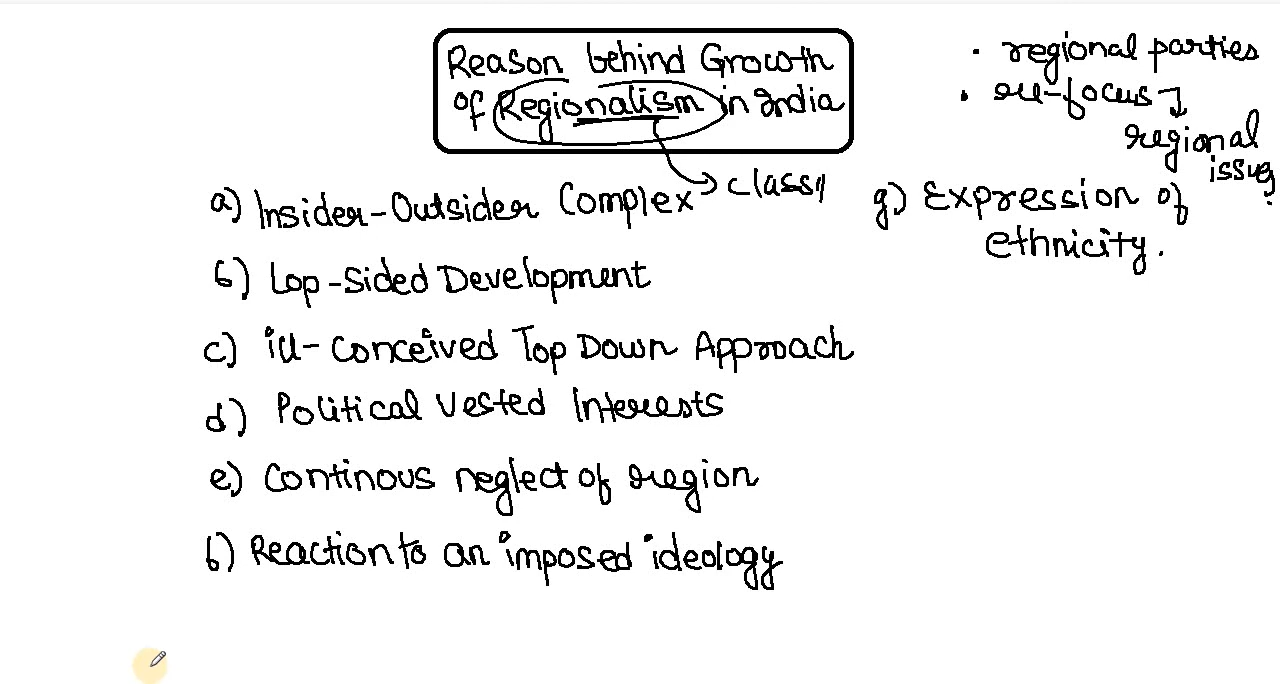 Reason behind Growth
of Regionalism in India
class
a) Insider-Outsider Complex
b) Lop-Sided Development
c) ill-conceived Top Down Approach
d) Political Vested Interests
e) Continous neglect of region
f) Reaction to an imposed ideology
• regional parties
• re-focus
regional
issues
g) Expression of
ethnicity.